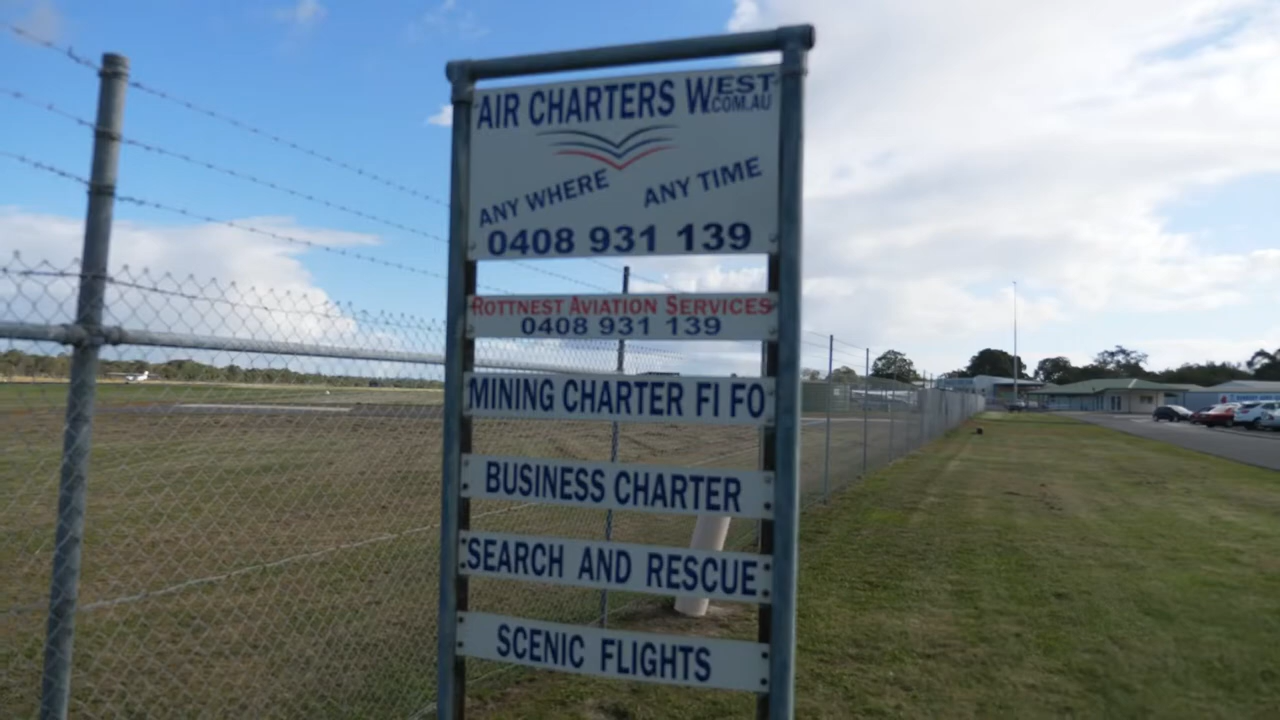 AIR CHARTERS WEST
.COM.AU
ANY WHERE ANY TIME
0408 931 139
ROTTNEST AVIATION SERVICES
0408 931 139
MINING CHARTER FI FO
BUSINESS CHARTER
SEARCH AND RESCUE
SCENIC FLIGHTS